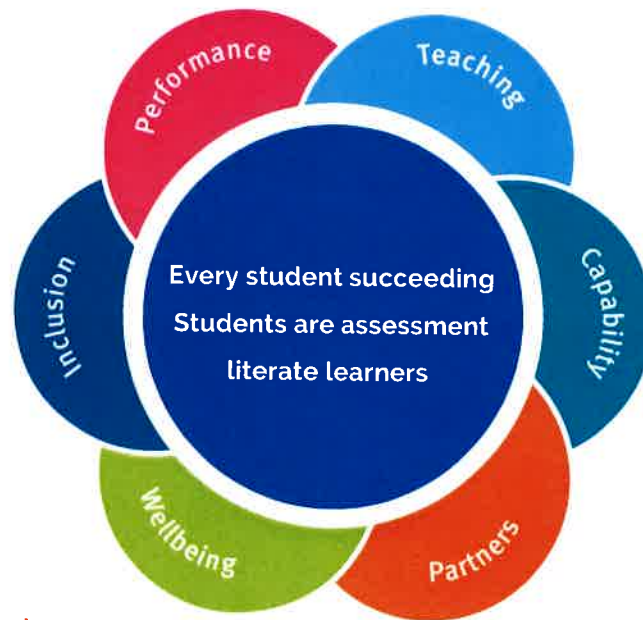 Performance
Teaching
Capability
Partners
Wellbeing
Inclusion
Every student succeeding
Students are assessment
literate learners